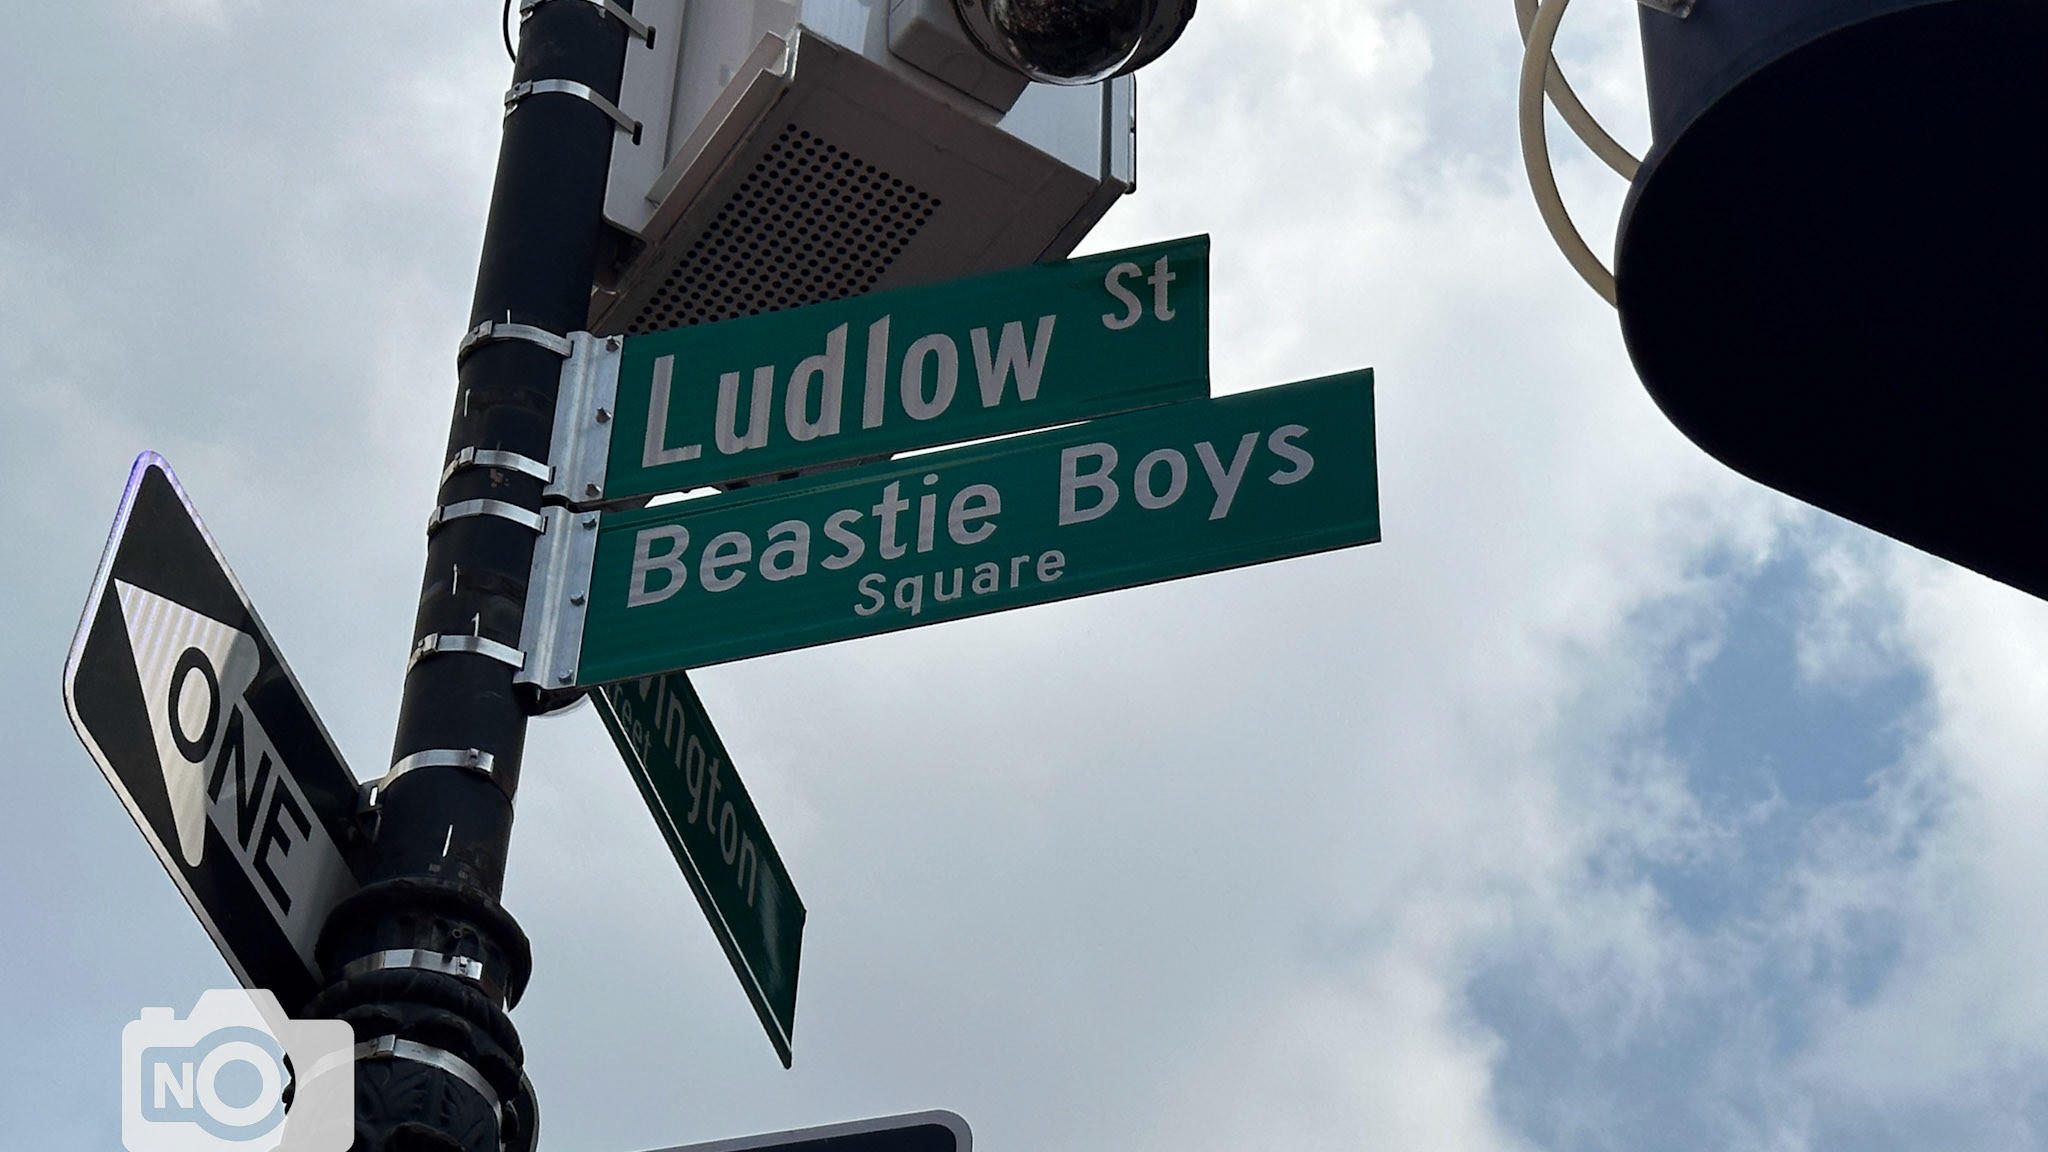 Ludlow St
Beastie Boys
Square
ONE
NO